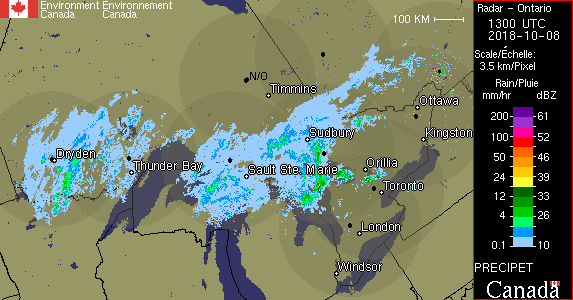 Environment Environnement
Canada Canada
100 KM
N/O
Timmins
Ottawa
Sudbury
Kingston
Dryden
Thunder Bay
Sault Ste. Marie
Orillia
Toronto
London
Windsor
Radar - Ontario
1300 UTC
2018-10-08
Scale/Échelle:
3.5 km/Pixel
Rain/Pluie
mm/hr dBZ
200 61
100 52
50 46
24 39
12 33
4 26
0.1 10
PRECIPET
Canada